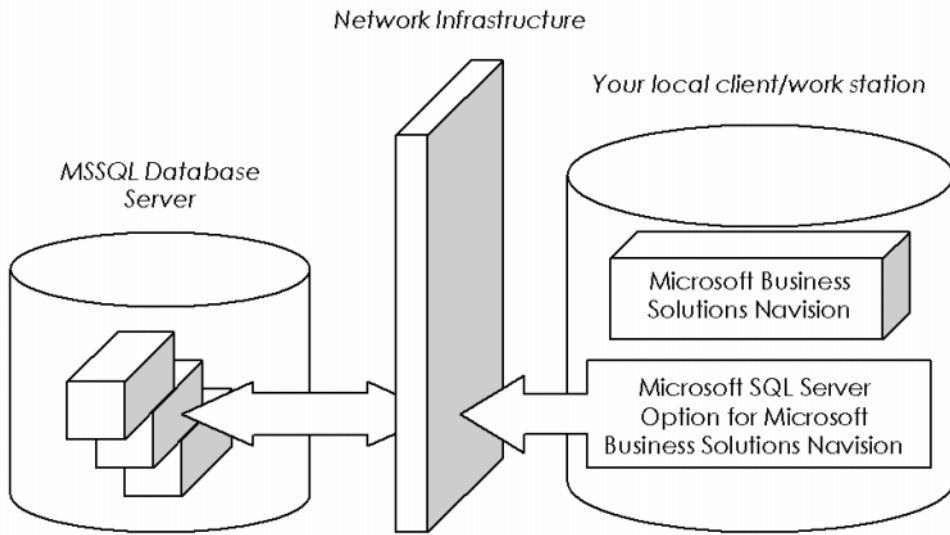 Network Infrastructure
Your local client/work station
MSSQL Database
Server
Microsoft Business
Solutions Navision
Microsoft SQL Server
Option for Microsoft
Business Solutions Navision